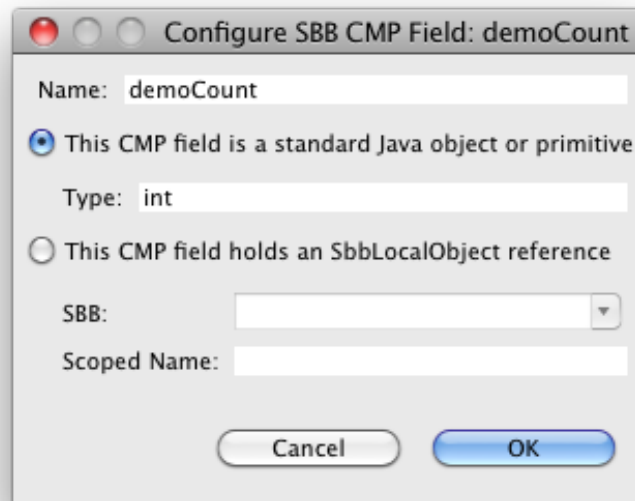 Configure SBB CMP Field: demoCount
Name: demoCount
This CMP field is a standard Java object or primitive
Type: int
This CMP field holds an SbbLocalObject reference
SBB:
Scoped Name:
Cancel OK